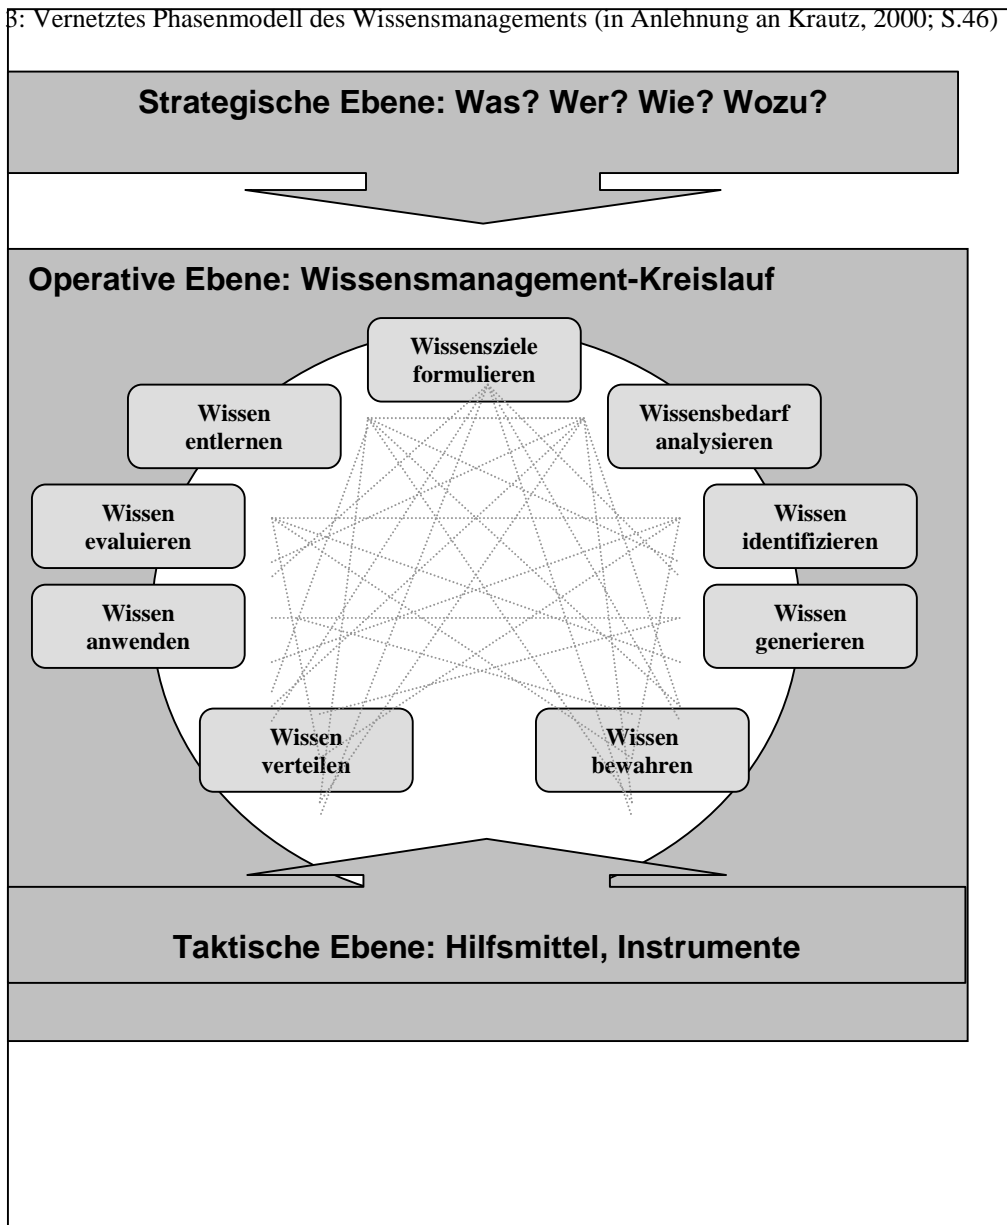 3: Vernetztes Phasenmodell des Wissensmanagements (in Anlehnung an Krautz, 2000; S.46)
Strategische Ebene: Was? Wer? Wie? Wozu?
Operative Ebene: Wissensmanagement-Kreislauf
Wissensziele
formulieren
Wissen
entlernen
Wissensbedarf
analysieren
Wissen
evaluieren
Wissen
identifizieren
Wissen
anwenden
Wissen
generieren
Wissen
verteilen
Wissen
bewahren
Taktische Ebene: Hilfsmittel, Instrumente